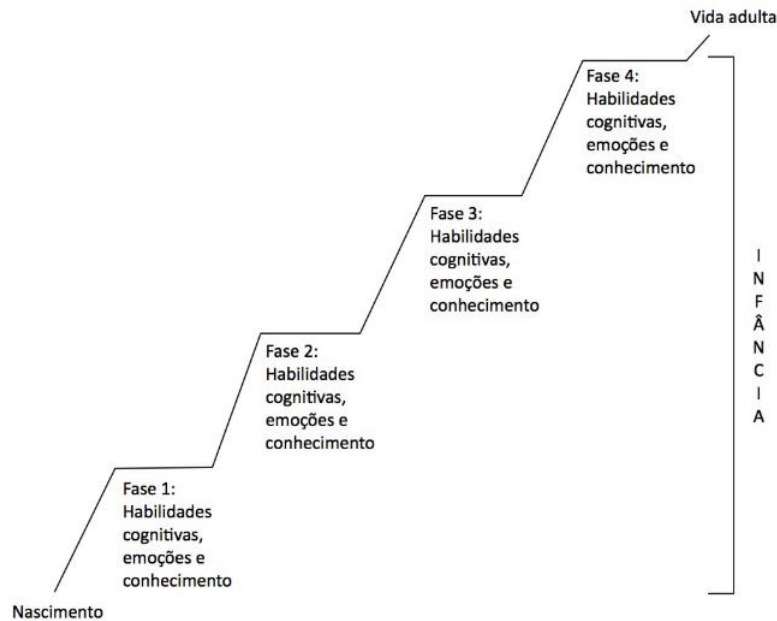 Vida adulta
Fase 4:
Habilidades
cognitivas,
emoções e
conhecimento
Fase 3:
Habilidades
cognitivas,
emoções e
conhecimento
Fase 2:
Habilidades
cognitivas,
emoções e
conhecimento
Fase 1:
Habilidades
cognitivas,
emoções e
conhecimento
Nascimento
INFÂNCIA